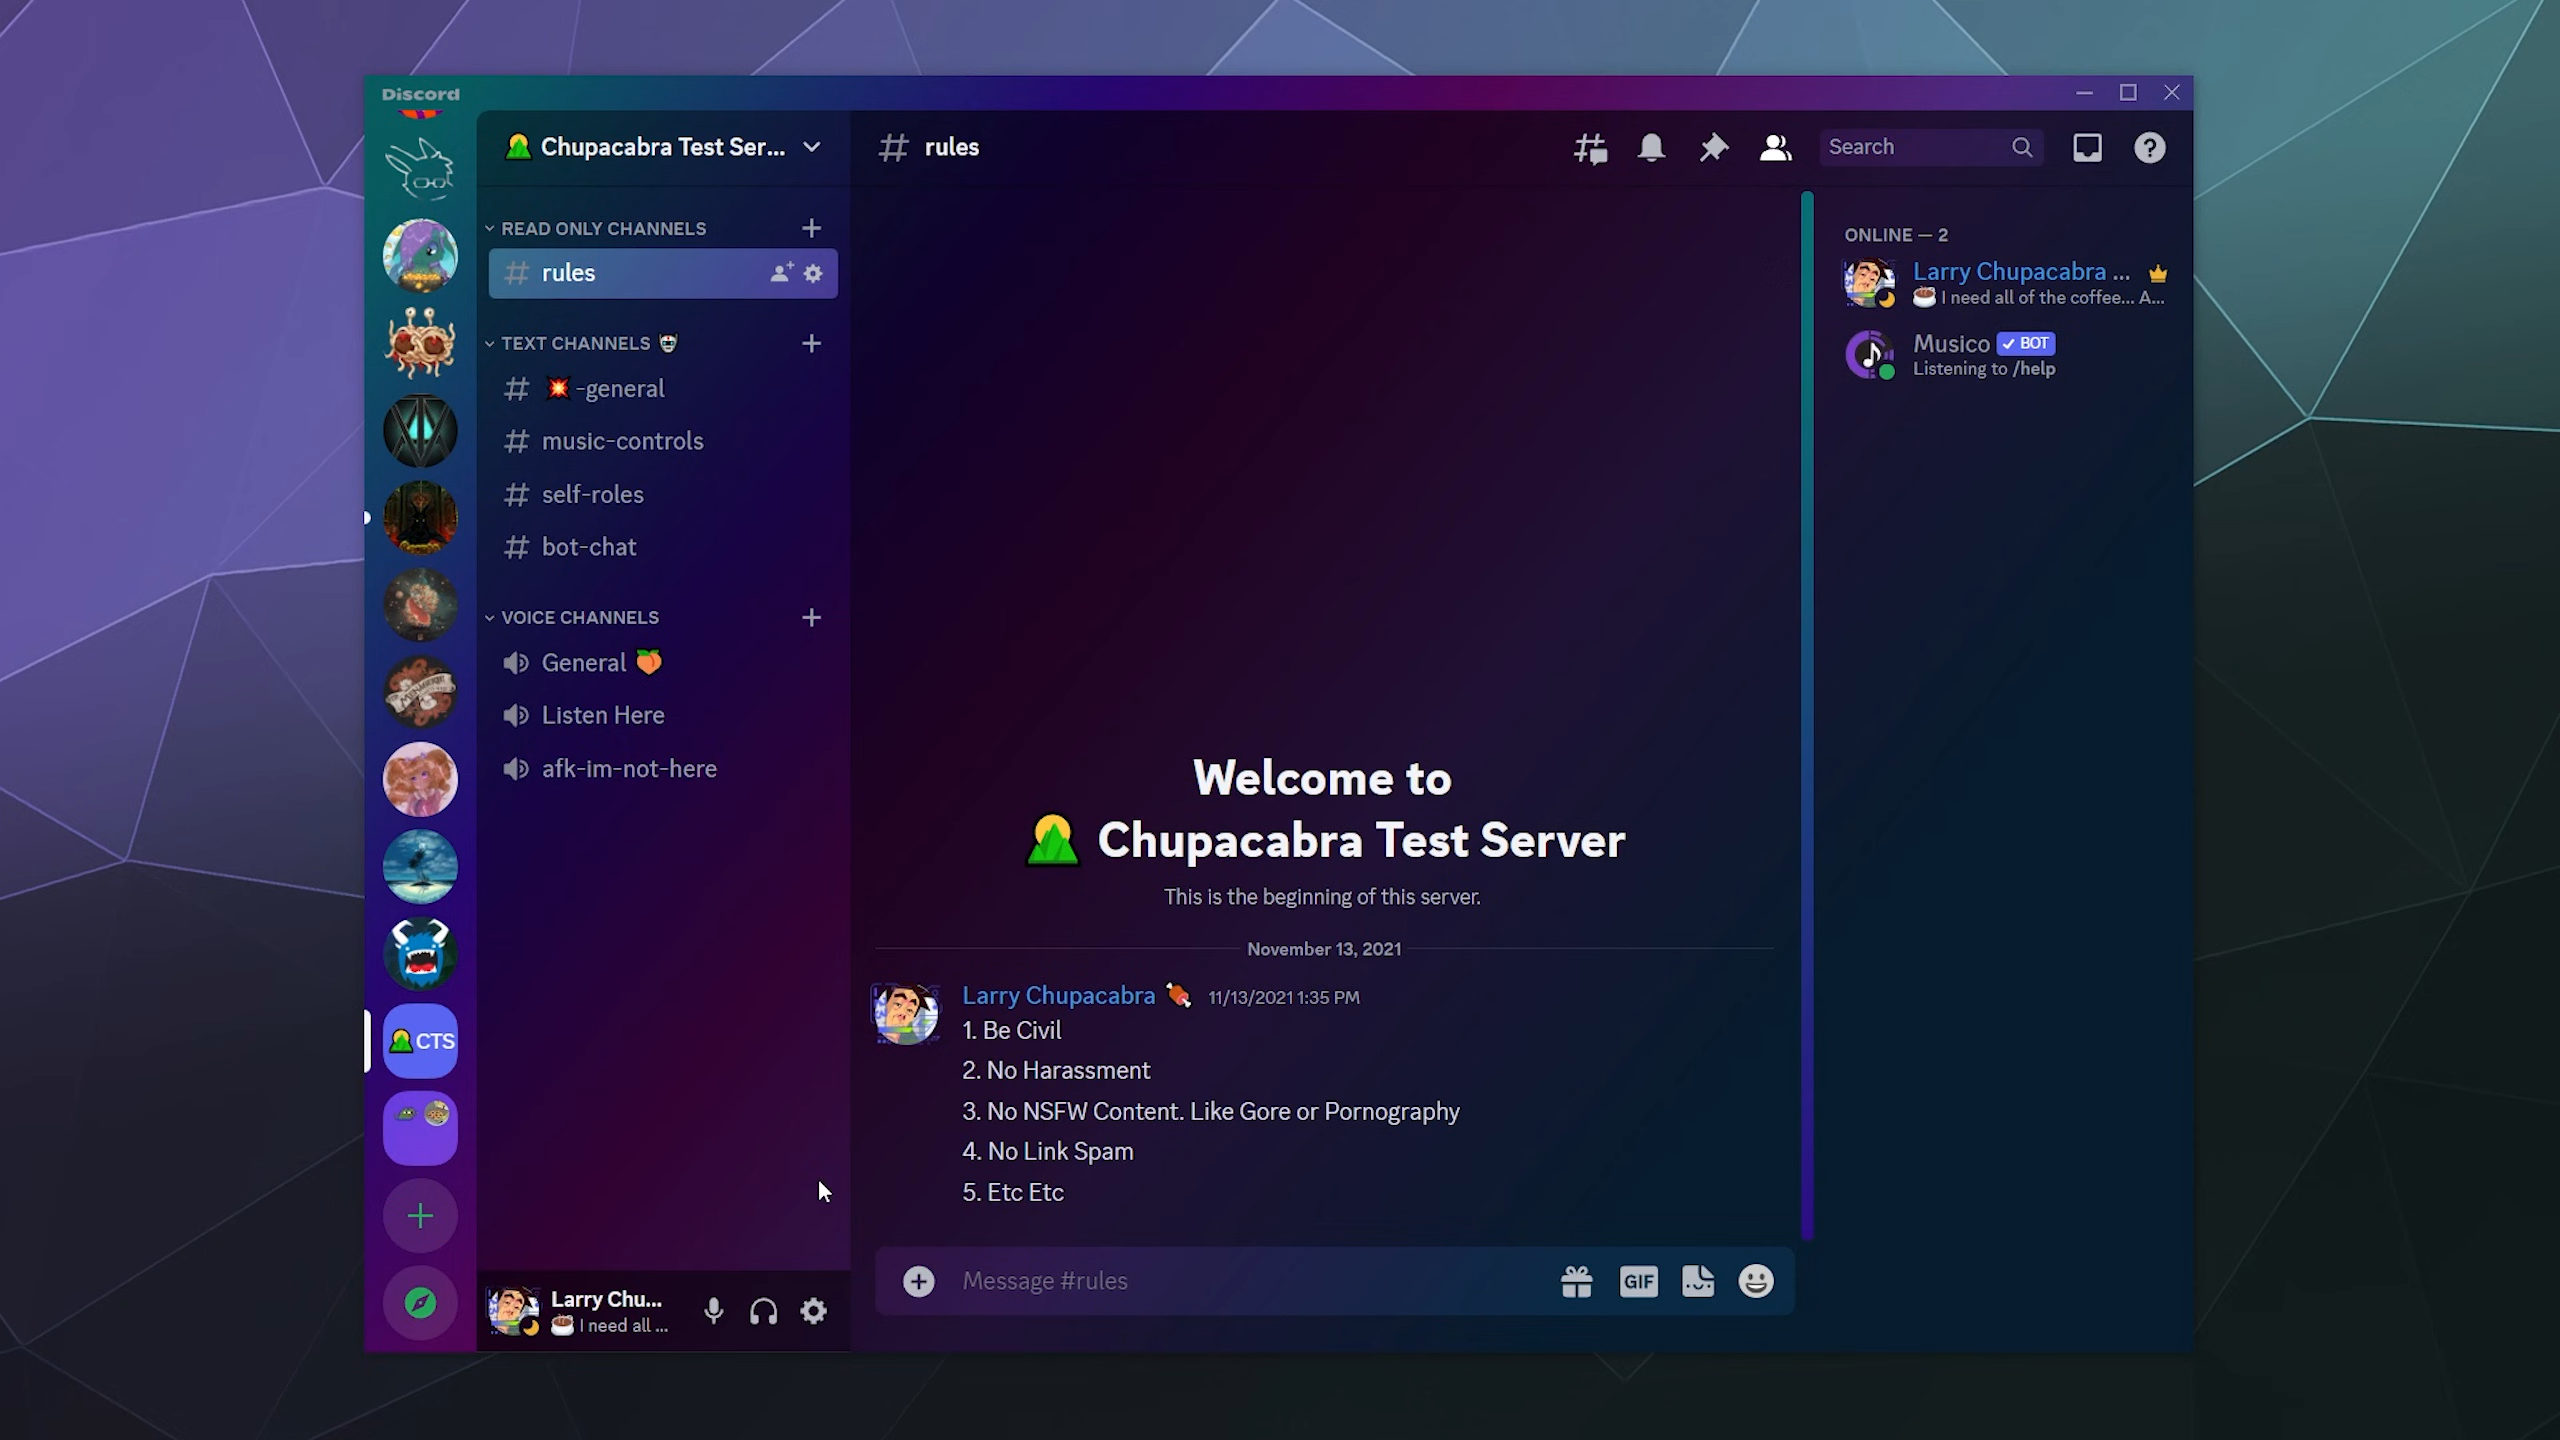 Discord
Chupacabra Test Ser...
rules
Search
READ ONLY CHANNELS
rules
TEXT CHANNELS
-general
music-controls
self-roles
bot-chat
VOICE CHANNELS
General
Listen Here
afk-im-not-here
CTS
Larry Chu...
I need all ...
Welcome to
Chupacabra Test Server
This is the beginning of this server.
November 13, 2021
Larry Chupacabra 11/13/2021 1:35 PM
1. Be Civil
2. No Harassment
3. No NSFW Content. Like Gore or Pornography
4. No Link Spam
5. Etc Etc
Message #rules
GIF
ONLINE — 2
Larry Chupacabra ...
I need all of the coffee... A...
Musico ✓ BOT
Listening to /help